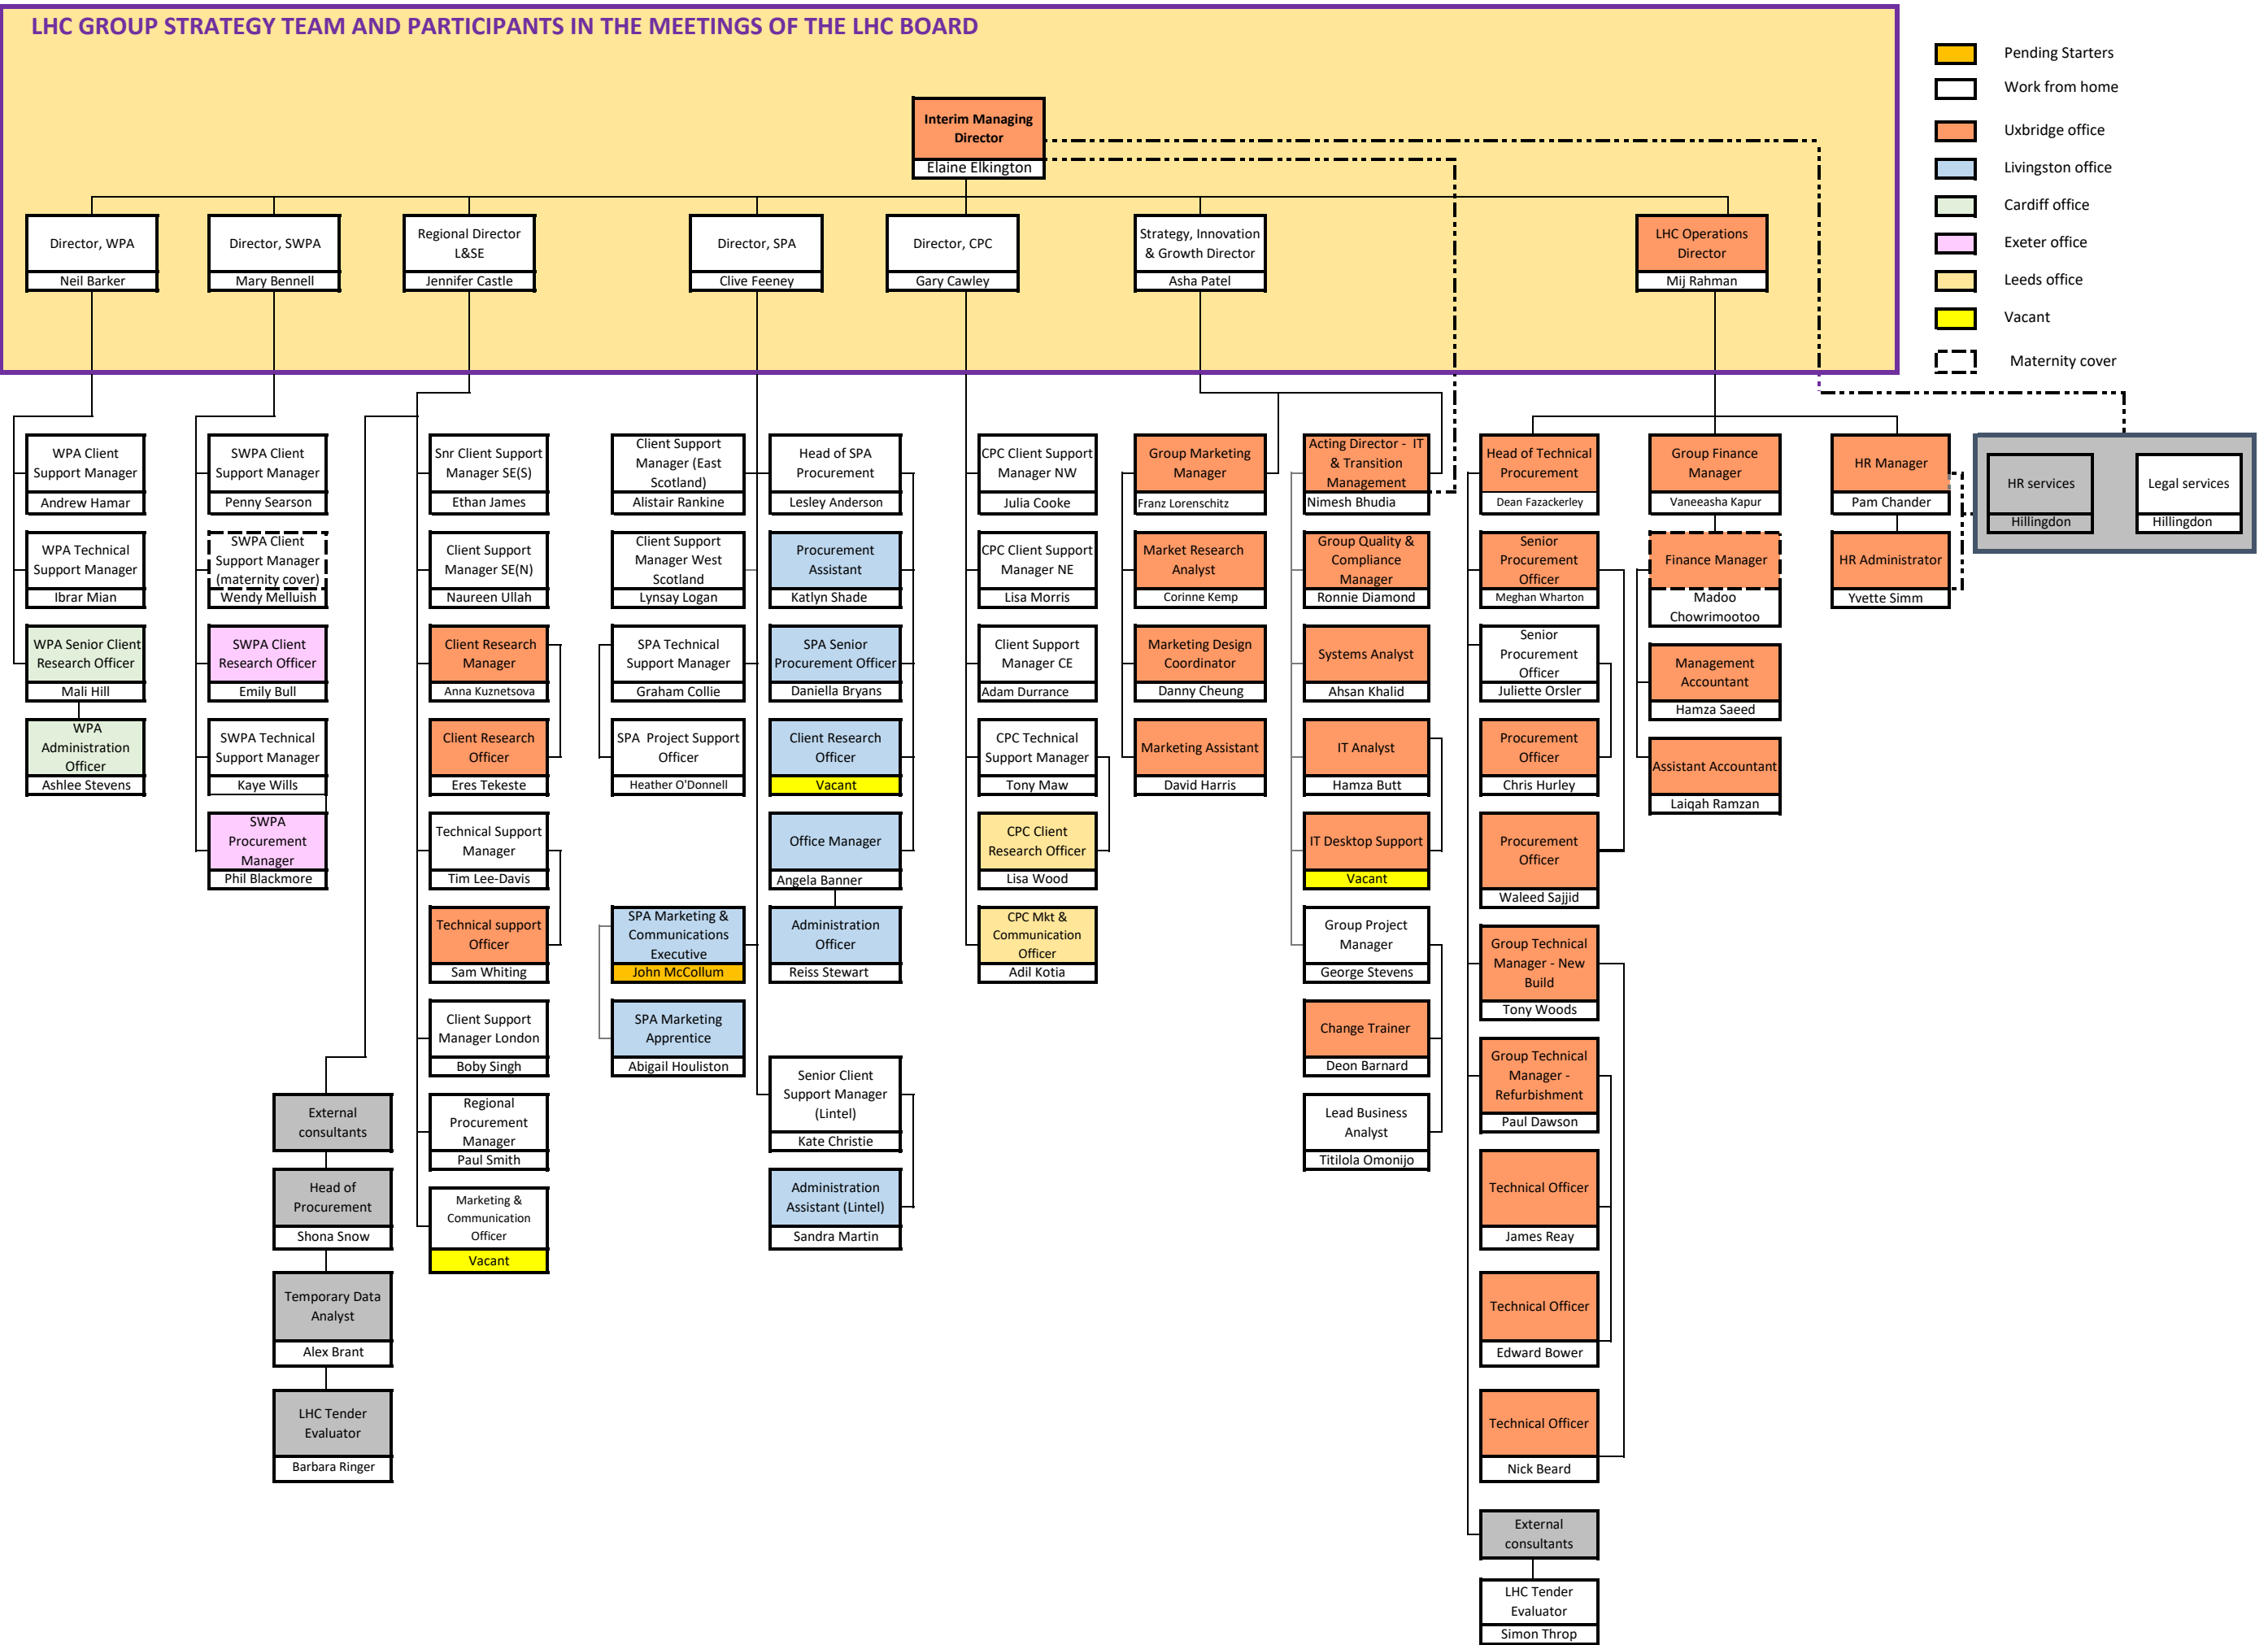 LHC GROUP STRATEGY TEAM AND PARTICIPANTS IN THE MEETINGS OF THE LHC BOARD
Pending Starters
Work from home
Uxbridge office
Livingston office
Cardiff office
Exeter office
Leeds office
Vacant
Maternity cover
Interim Managing
Director
Elaine Elkington
Director, WPA
Neil Barker
Director, SWPA
Mary Bennell
Regional Director
L&SE
Jennifer Castle
Director, SPA
Clive Feeney
Director, CPC
Gary Cawley
Strategy, Innovation
& Growth Director
Asha Patel
LHC Operations
Director
Mij Rahman
WPA Client
Support Manager
Andrew Hamar
WPA Technical
Support Manager
Ibrar Mian
WPA Senior Client
Research Officer
Mali Hill
WPA
Administration
Officer
Ashlee Stevens
SWPA Client
Support Manager
Penny Searson
SWPA Client
Support Manager
(maternity cover)
Wendy Melluish
SWPA Client
Research Officer
Emily Bull
SWPA Technical
Support Manager
Kaye Wills
SWPA
Procurement
Manager
Phil Blackmore
External
consultants
Head of
Procurement
Shona Snow
Temporary Data
Analyst
Alex Brant
LHC Tender
Evaluator
Barbara Ringer
Snr Client Support
Manager SE(S)
Ethan James
Client Support
Manager SE(N)
Naureen Ullah
Client Research
Manager
Anna Kuznetsova
Client Research
Officer
Eres Tekeste
Technical Support
Manager
Tim Lee-Davis
Technical support
Officer
Sam Whiting
Client Support
Manager London
Boby Singh
Regional
Procurement
Manager
Paul Smith
Marketing &
Communication
Officer
Vacant
Client Support
Manager (East
Scotland)
Alistair Rankine
Client Support
Manager West
Scotland
Lynsay Logan
SPA Technical
Support Manager
Graham Collie
SPA  Project Support
Officer
Heather O'Donnell
SPA Marketing &
Communications
Executive
John McCollum
SPA Marketing
Apprentice
Abigail Houliston
Head of SPA
Procurement
Lesley Anderson
Procurement
Assistant
Katlyn Shade
SPA Senior
Procurement Officer
Daniella Bryans
Client Research
Officer
Vacant
Office Manager
Angela Banner
Administration
Officer
Reiss Stewart
Senior Client
Support Manager
(Lintel)
Kate Christie
Administration
Assistant (Lintel)
Sandra Martin
CPC Client Support
Manager NW
Julia Cooke
CPC Client Support
Manager NE
Lisa Morris
Client Support
Manager CE
Adam Durrance
CPC Technical
Support Manager
Tony Maw
CPC Client
Research Officer
Lisa Wood
CPC Mkt &
Communication
Officer
Adil Kotia
Group Marketing
Manager
Franz Lorenschitz
Market Research
Analyst
Corinne Kemp
Marketing Design
Coordinator
Danny Cheung
Marketing Assistant
David Harris
Acting Director -  IT
& Transition
Management
Nimesh Bhudia
Group Quality &
Compliance
Manager
Ronnie Diamond
Systems Analyst
Ahsan Khalid
IT Analyst
Hamza Butt
IT Desktop Support
Vacant
Group Project
Manager
George Stevens
Change Trainer
Deon Barnard
Lead Business
Analyst
Titilola Omonijo
Head of Technical
Procurement
Dean Fazackerley
Senior
Procurement
Officer
Meghan Wharton
Senior
Procurement
Officer
Juliette Orsler
Procurement
Officer
Chris Hurley
Procurement
Officer
Waleed Sajjid
Group Technical
Manager - New
Build
Tony Woods
Group Technical
Manager -
Refurbishment
Paul Dawson
Technical Officer
James Reay
Technical Officer
Edward Bower
Technical Officer
Nick Beard
External
consultants
LHC Tender
Evaluator
Simon Throp
Group Finance
Manager
Vaneeasha Kapur
Finance Manager
Madoo
Chowrimootoo
Management
Accountant
Hamza Saeed
Assistant Accountant
Laiqah Ramzan
HR Manager
Pam Chander
HR Administrator
Yvette Simm
HR services
Hillingdon
Legal services
Hillingdon